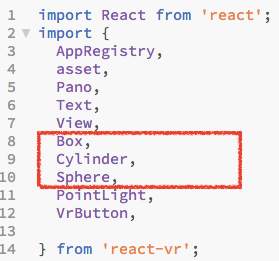 1 import React from 'react';
2 import {
3 AppRegistry,
4 asset,
5 Pano,
6 Text,
7 View,
8 Box,
9 Cylinder,
10 Sphere,
11 PointLight,
12 VrButton,
13
14 } from 'react-vr';